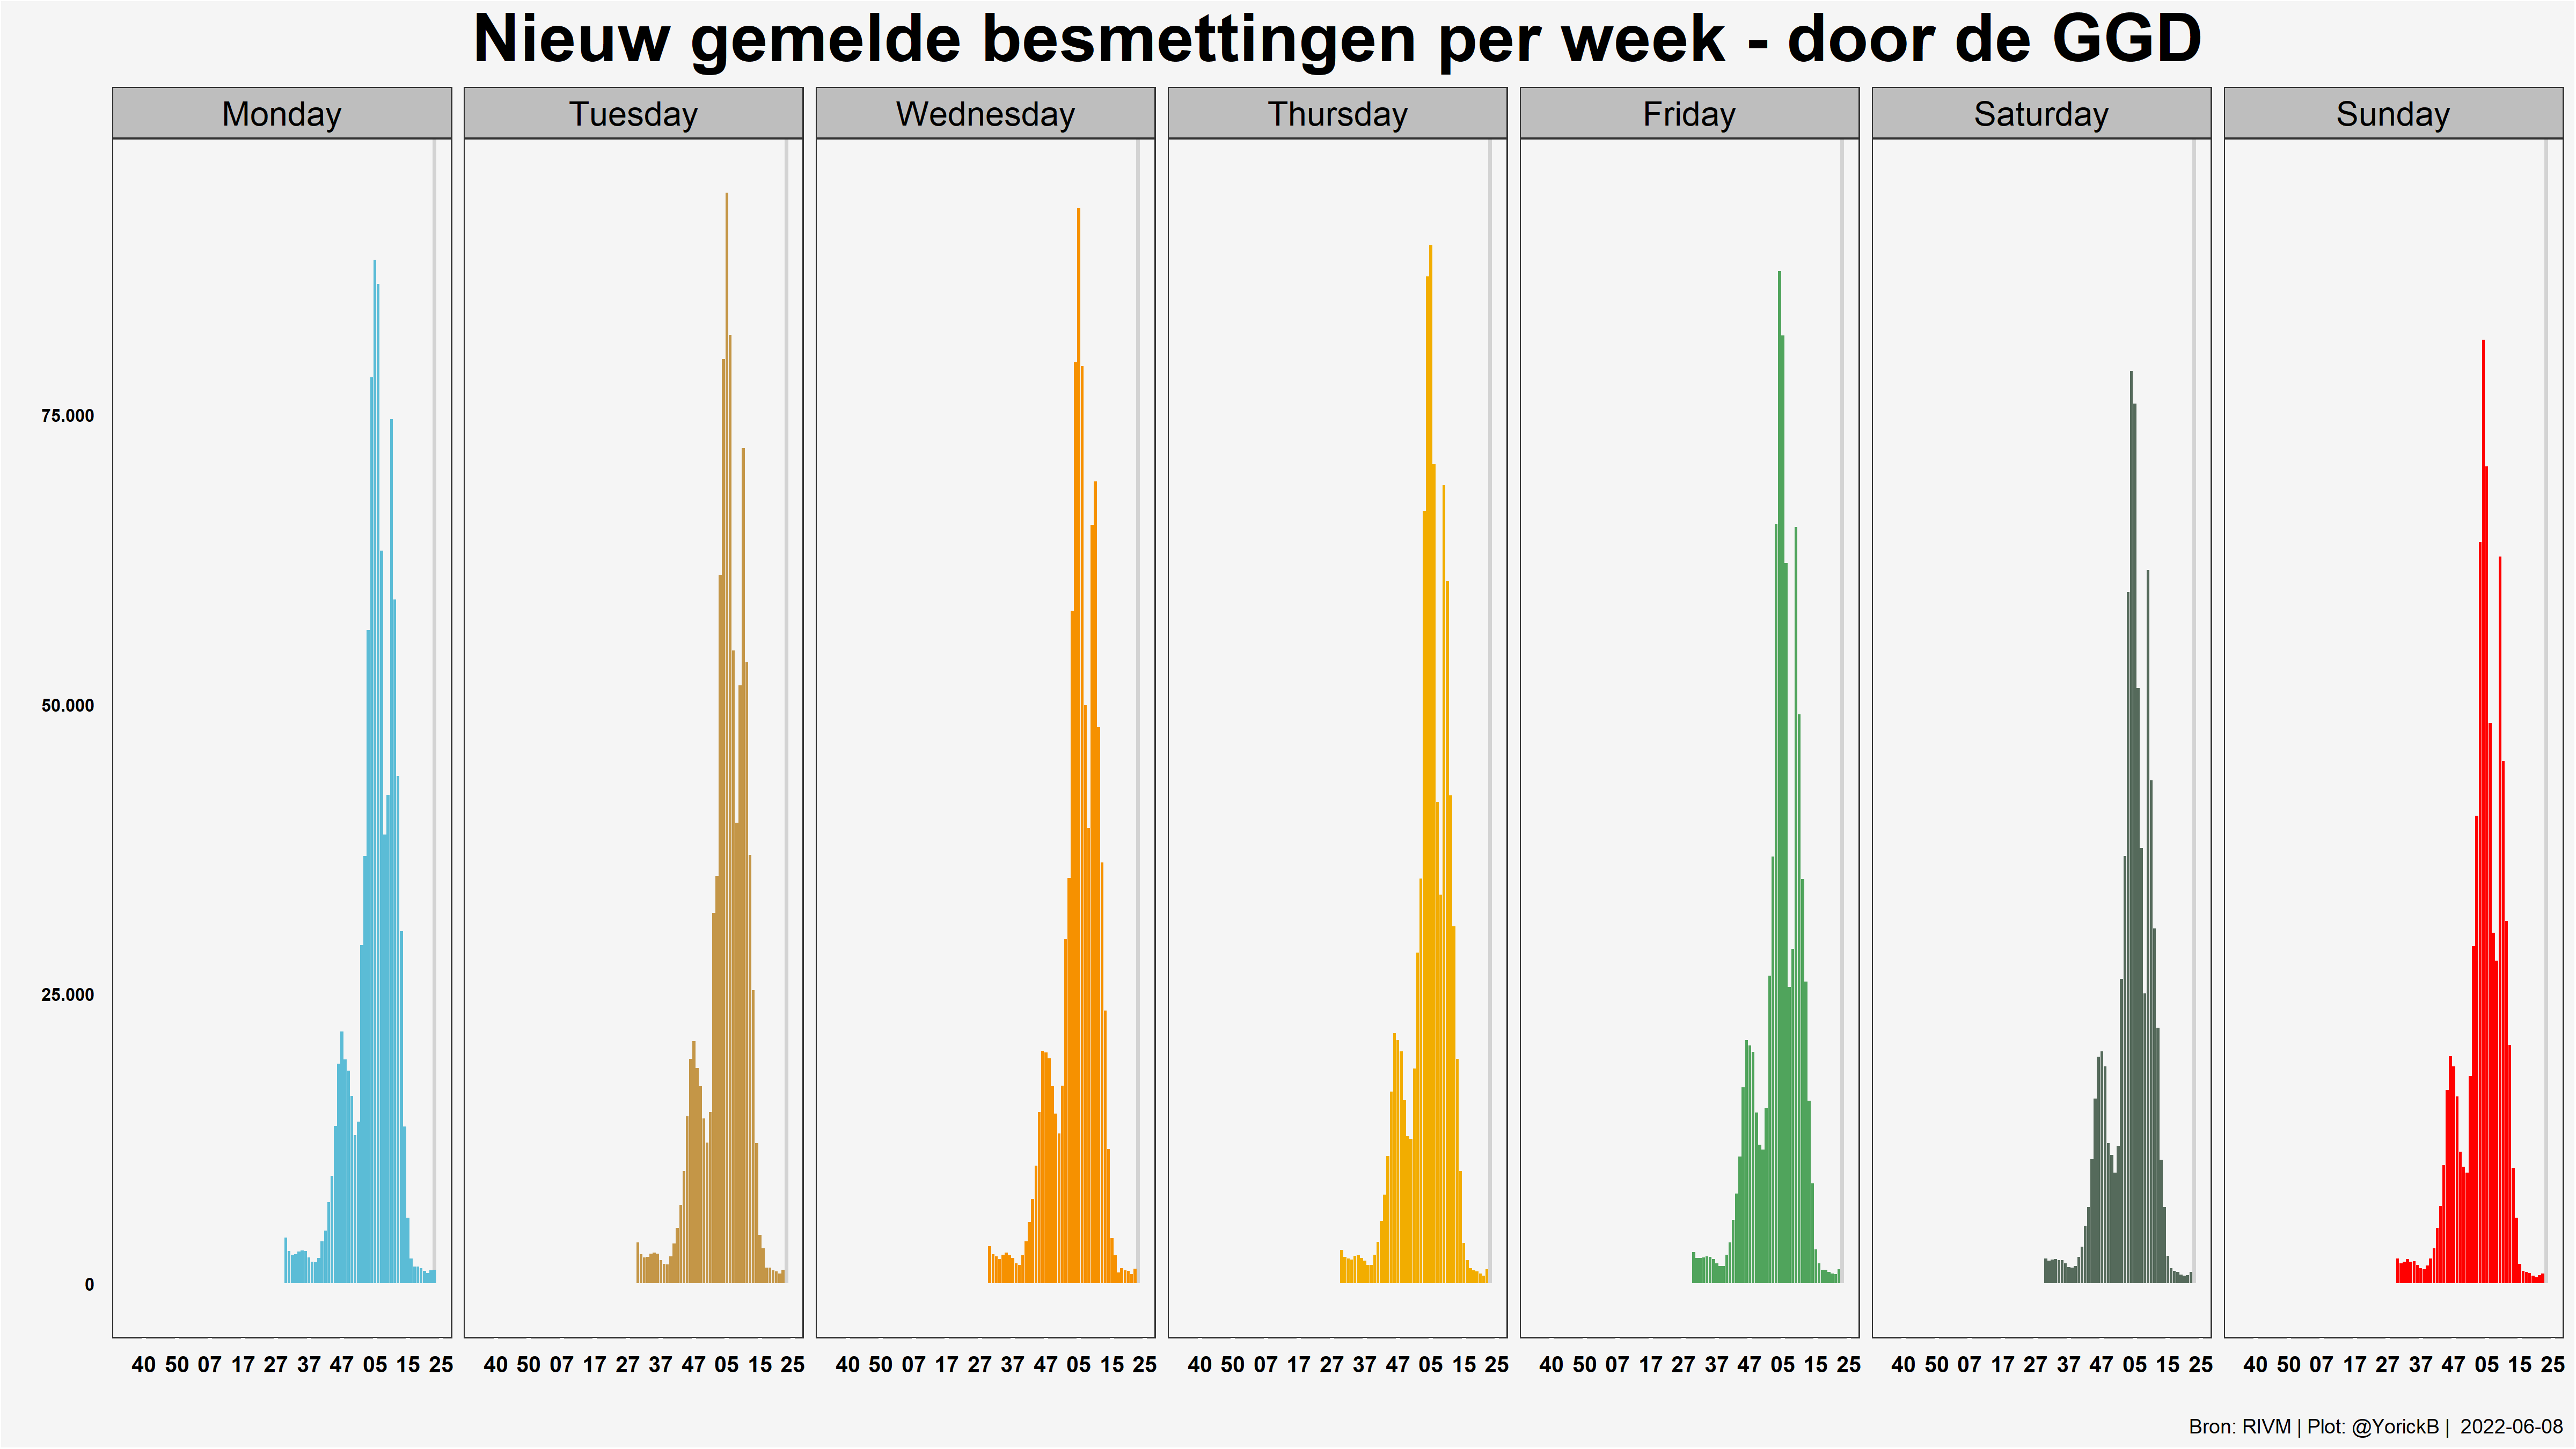 Nieuw gemelde besmettingen per week - door de GGD
Monday Tuesday Wednesday Thursday Friday Saturday Sunday
75.000
50.000
25.000
0
40 50 07 17 27 37 47 05 15 25 40 50 07 17 27 37 47 05 15 25 40 50 07 17 27 37 47 05 15 25 40 50 07 17 27 37 47 05 15 25 40 50 07 17 27 37 47 05 15 25 40 50 07 17 27 37 47 05 15 25 40 50 07 17 27 37 47 05 15 25
Bron: RIVM | Plot: @YorickB | 2022-06-08